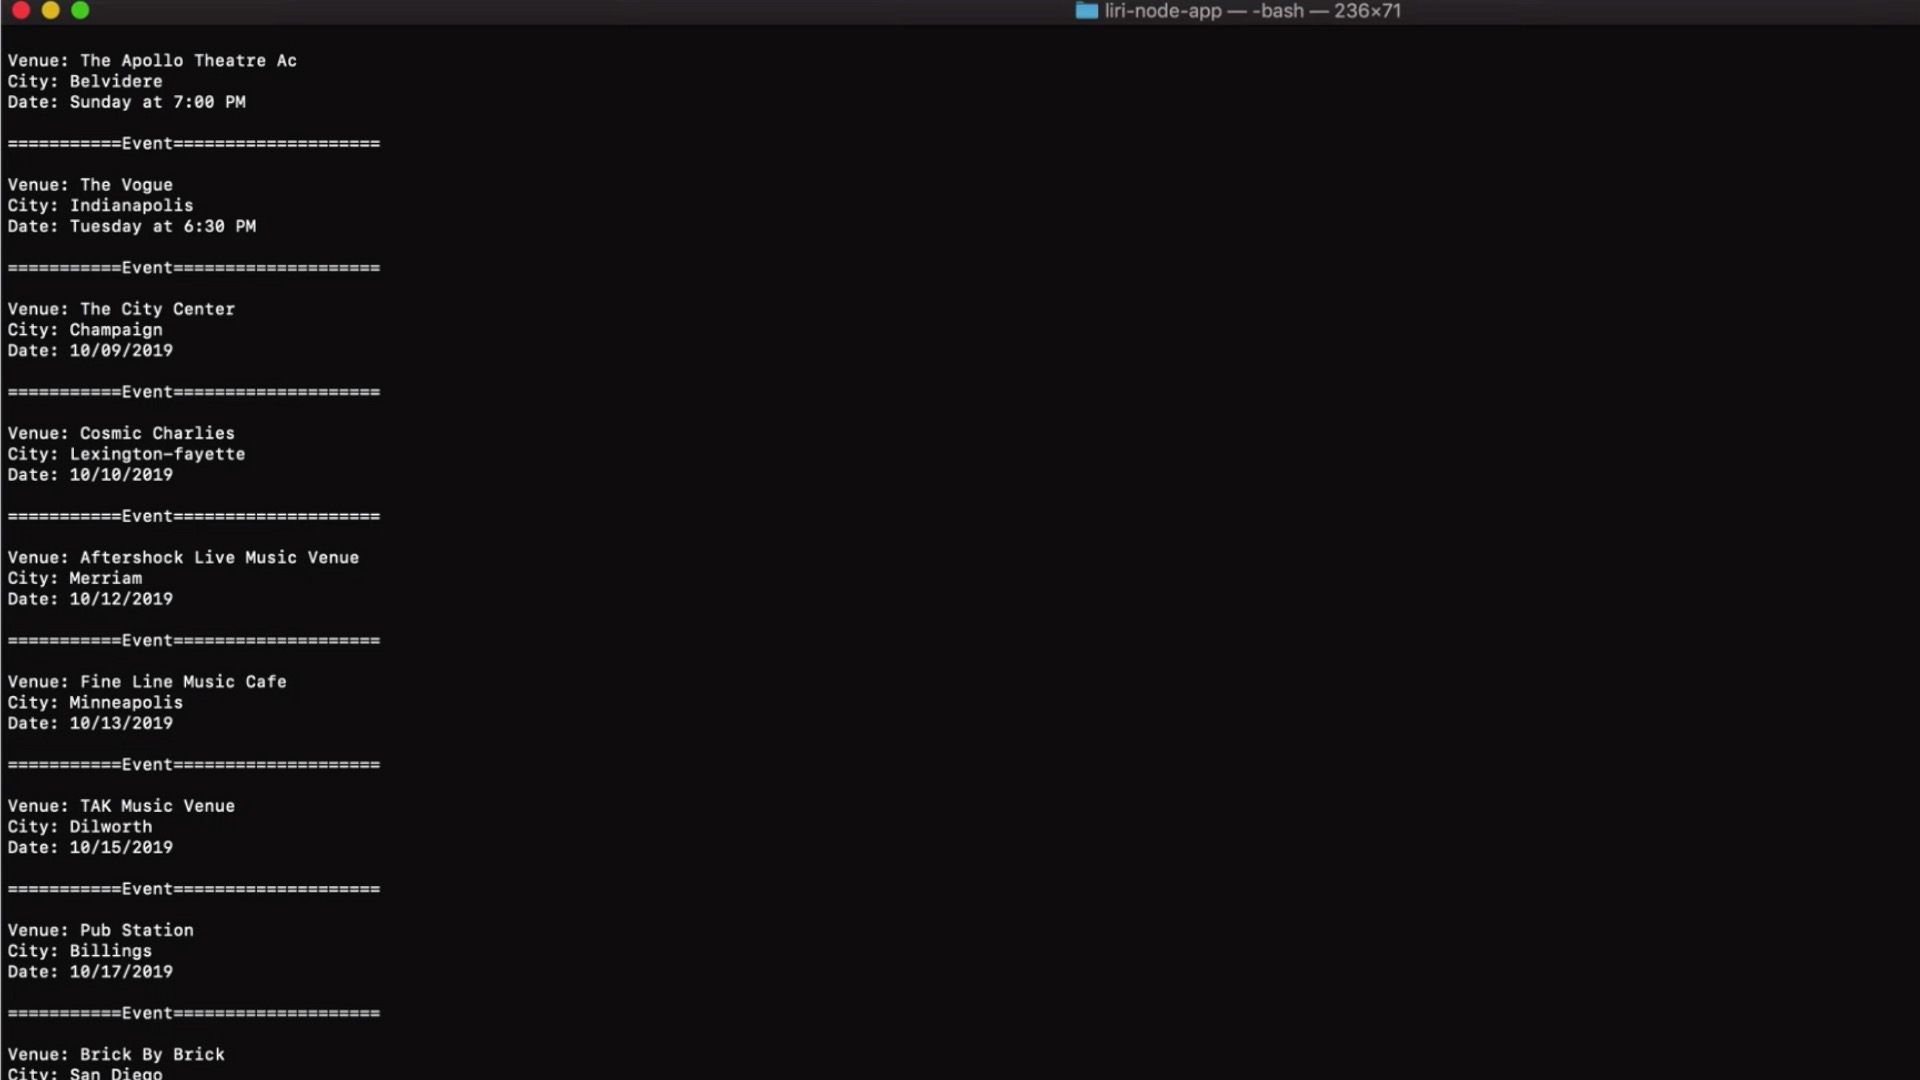 liri-node-app — -bash — 236×71
Venue: The Apollo Theatre Ac
City: Belvidere
Date: Sunday at 7:00 PM
===========Event====================
Venue: The Vogue
City: Indianapolis
Date: Tuesday at 6:30 PM
===========Event====================
Venue: The City Center
City: Champaign
Date: 10/09/2019
===========Event====================
Venue: Cosmic Charlies
City: Lexington-fayette
Date: 10/10/2019
===========Event====================
Venue: Aftershock Live Music Venue
City: Merriam
Date: 10/12/2019
===========Event====================
Venue: Fine Line Music Cafe
City: Minneapolis
Date: 10/13/2019
===========Event====================
Venue: TAK Music Venue
City: Dilworth
Date: 10/15/2019
===========Event====================
Venue: Pub Station
City: Billings
Date: 10/17/2019
===========Event====================
Venue: Brick By Brick
City: San Diego